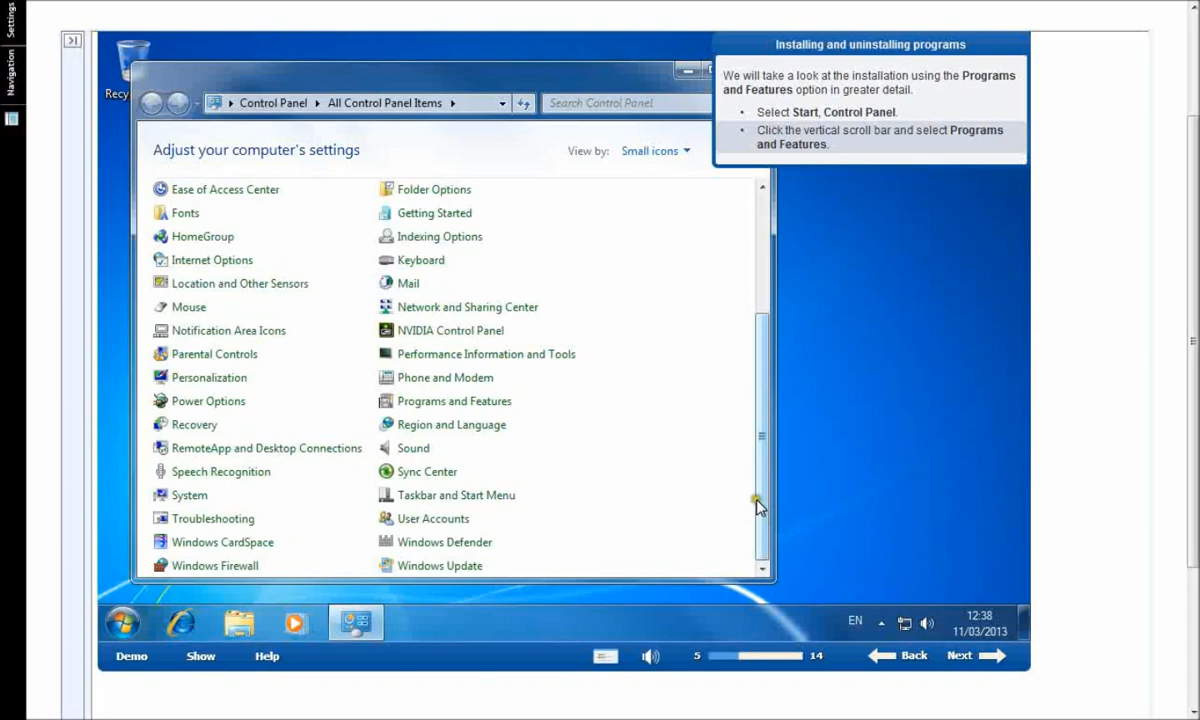 Settings
Navigation
Recy
Control Panel
All Control Panel Items
Search Control Panel
Installing and uninstalling programs
We will take a look at the installation using the Programs
and Features option in greater detail.
• Select Start, Control Panel.
• Click the vertical scroll bar and select Programs
and Features.
Adjust your computer's settings
View by: Small icons
Ease of Access Center
Folder Options
Fonts
Getting Started
HomeGroup
Indexing Options
Internet Options
Keyboard
Location and Other Sensors
Mail
Mouse
Network and Sharing Center
Notification Area Icons
NVIDIA Control Panel
Parental Controls
Performance Information and Tools
Personalization
Phone and Modem
Power Options
Programs and Features
Recovery
Region and Language
RemoteApp and Desktop Connections
Sound
Speech Recognition
Sync Center
System
Taskbar and Start Menu
Troubleshooting
User Accounts
Windows CardSpace
Windows Defender
Windows Firewall
Windows Update
EN
12:38
11/03/2013
Demo
Show
Help
5
14
Back
Next